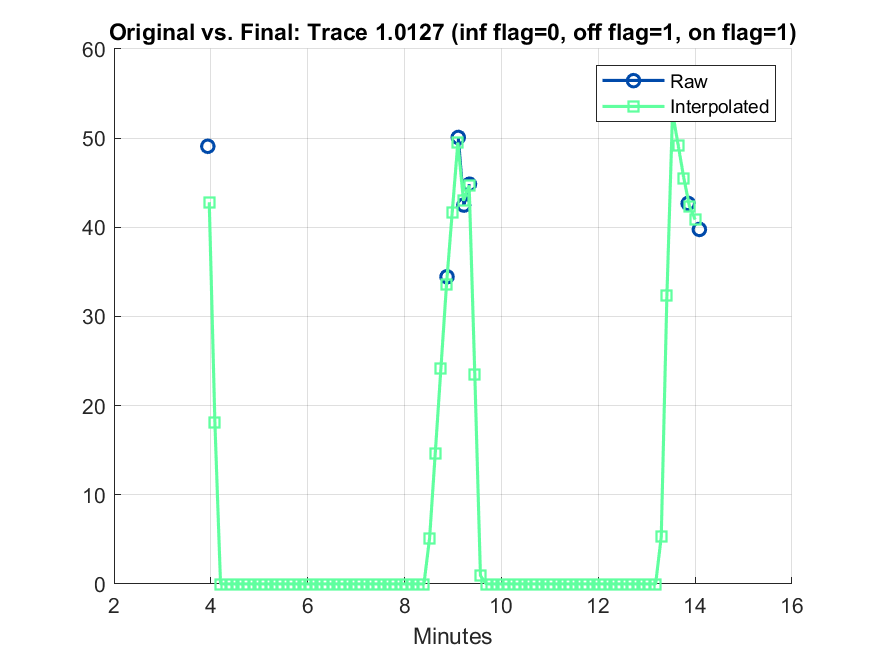 Original vs. Final: Trace 1.0127 (inf flag=0, off flag=1, on flag=1)
60
50
40
30
20
10
0
Raw
Interpolated
2 4 6 8 10 12 14 16
Minutes